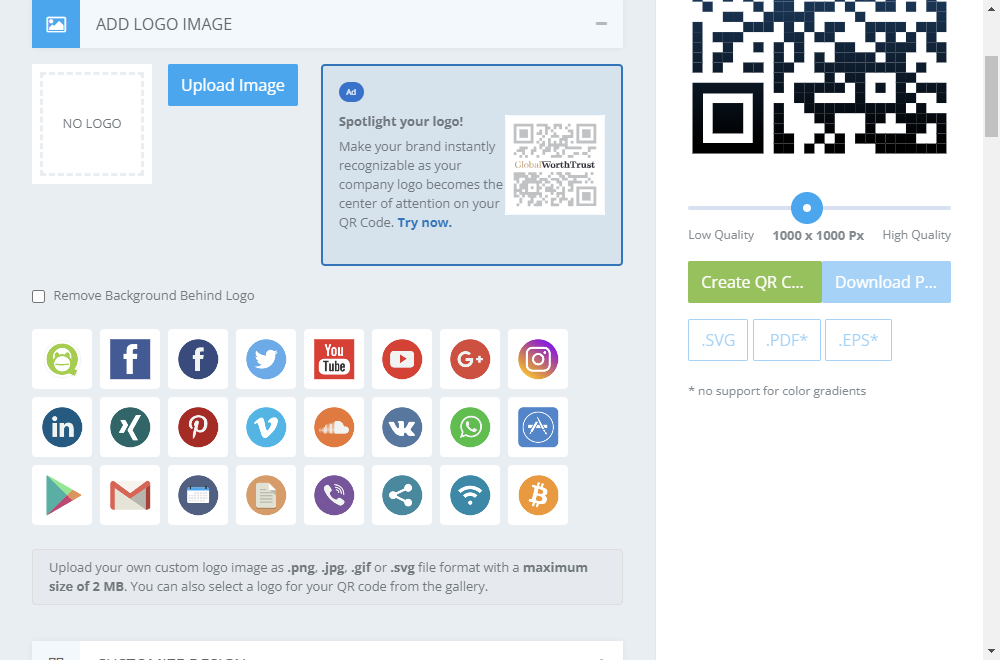 ADD LOGO IMAGE
NO LOGO
Upload Image
Ad
Spotlight your logo!
Make your brand instantly
recognizable as your
company logo becomes the
center of attention on your
QR Code. Try now.
GlobalWorthTrust
Remove Background Behind Logo
You
Tube
G+
in
Upload your own custom logo image as .png, .jpg, .gif or .svg file format with a maximum
size of 2 MB. You can also select a logo for your QR code from the gallery.
Low Quality 1000 x 1000 Px High Quality
Create QR C... Download P...
.SVG .PDF* .EPS*
* no support for color gradients